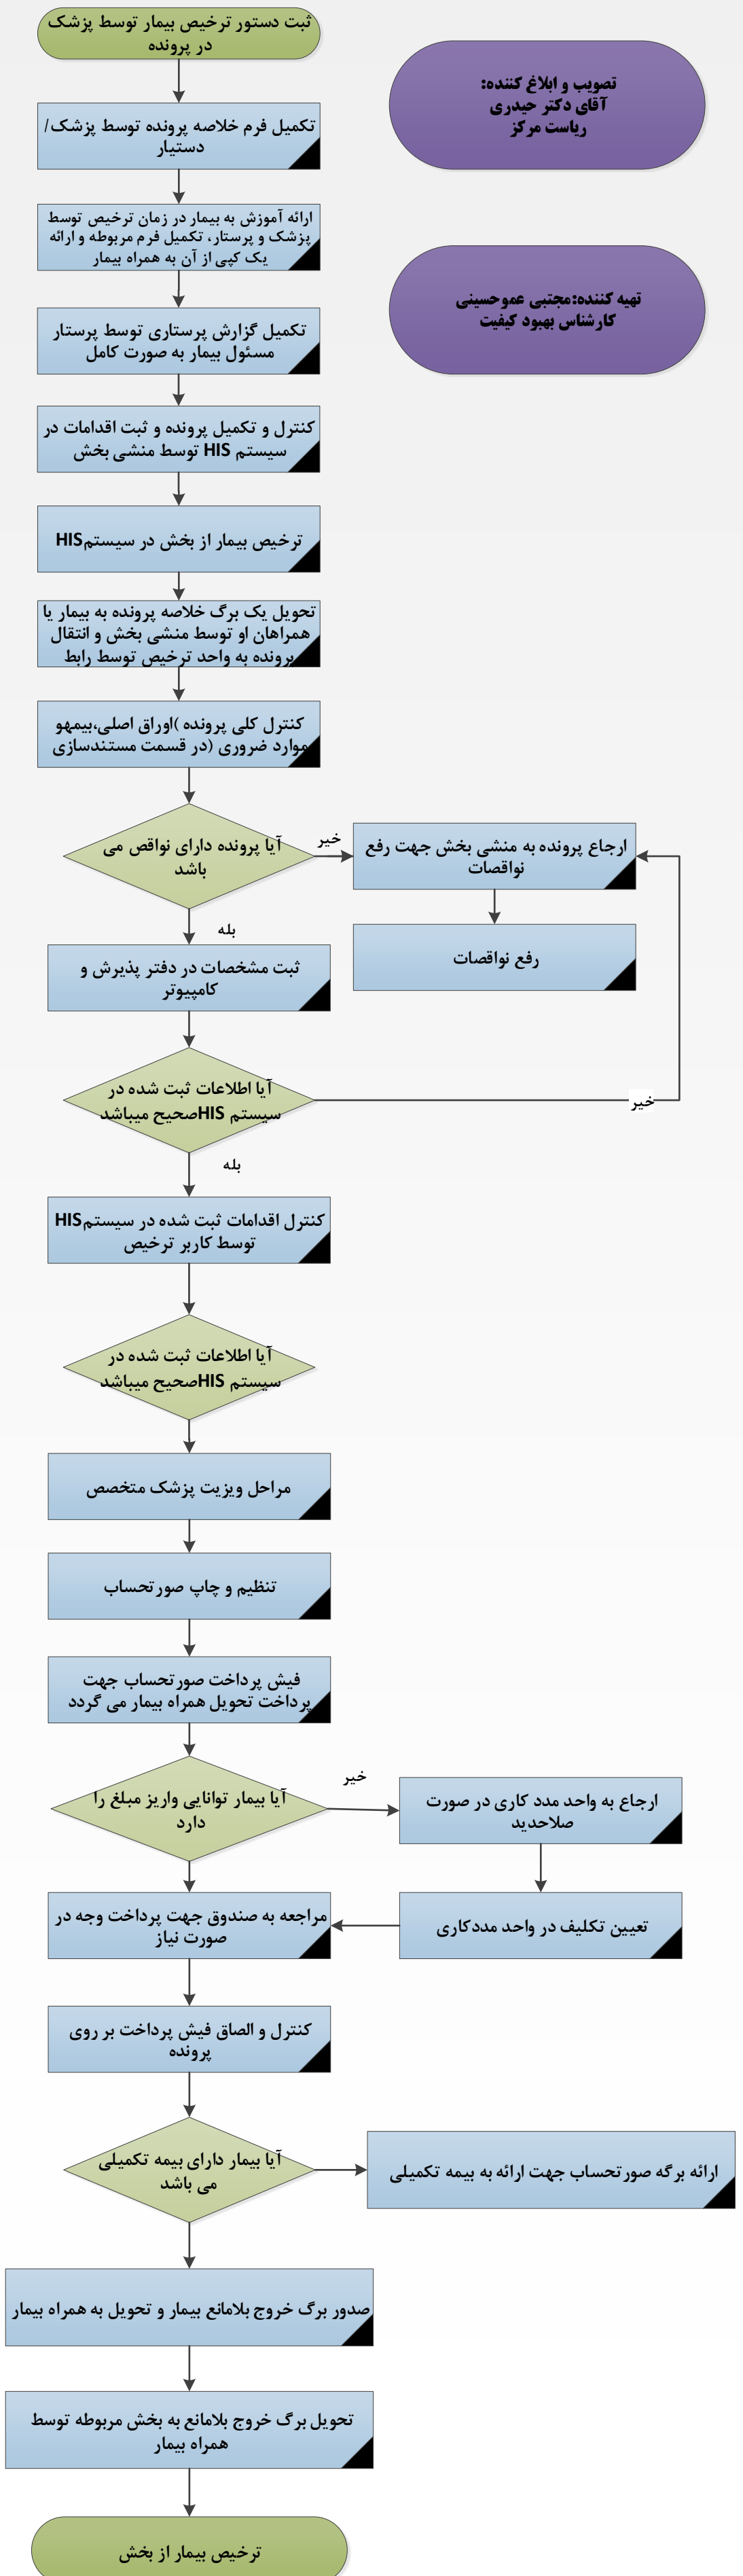 ثبت دستور ترخیص بیمار توسط پزشک
در پرونده
تصویب و ابلاغ کننده:
آقای دکتر حیدری
ریاست مرکز
تکمیل فرم خلاصه پرونده توسط پزشک/
دستیار
ارائه آموزش به بیمار در زمان ترخیص توسط
پزشک و پرستار، تکمیل فرم مربوطه و ارائه
یک کپی از آن به همراه بیمار
تهیه کننده:مجتبی عموحسینی
کارشناس بهبود کیفیت
تکمیل گزارش پرستاری توسط پرستار
مسئول بیمار به صورت کامل
کنترل و تکمیل پرونده و ثبت اقدامات در
سیستم HIS توسط منشی بخش
ترخیص بیمار از بخش در سیستمHIS
تحویل یک برگ خلاصه پرونده به بیمار یا
همراهان او توسط منشی بخش و انتقال
پرونده به واحد ترخیص توسط رابط
کنترل کلی پرونده )اوراق اصلی،بیمهو
موارد ضروری (در قسمت مستندسازی
آیا پرونده دارای نواقص می
باشد
خیر
ارجاع پرونده به منشی بخش جهت رفع
نواقصات
بله
رفع نواقصات
ثبت مشخصات در دفتر پذیرش و
کامپیوتر
آیا اطلاعات ثبت شده در
سیستم HISصحیح میباشد
خیر
بله
کنترل اقدامات ثبت شده در سیستمHIS
توسط کاربر ترخیص
آیا اطلاعات ثبت شده در
سیستم HISصحیح میباشد
مراحل ویزیت پزشک متخصص
تنظیم و چاپ صورتحساب
فیش پرداخت صورتحساب جهت
پرداخت تحویل همراه بیمار می گردد
آیا بیمار توانایی واریز مبلغ را
دارد
خیر
ارجاع به واحد مدد کاری در صورت
صلاحدید
تعیین تکلیف در واحد مددکاری
مراجعه به صندوق جهت پرداخت وجه در
صورت نیاز
کنترل و الصاق فیش پرداخت بر روی
پرونده
آیا بیمار دارای بیمه تکمیلی
می باشد
ارائه برگه صورتحساب جهت ارائه به بیمه تکمیلی
صدور برگ خروج بلامانع بیمار و تحویل به همراه بیمار
تحویل برگ خروج بلامانع به بخش مربوطه توسط
همراه بیمار
ترخیص بیمار از بخش